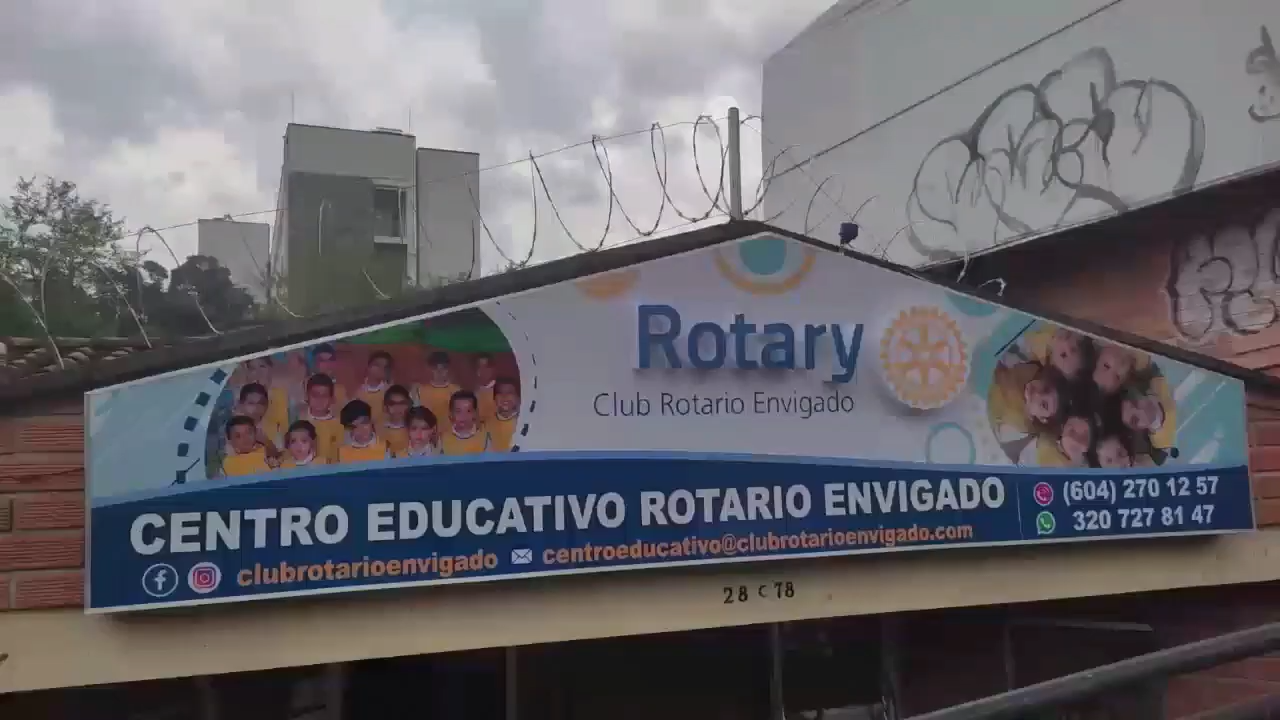 Rotary
Club Rotario Envigado
CENTRO EDUCATIVO ROTARIO ENVIGADO
clubrotarioenvigado centroeducativo@clubrotarioenvigado.com
(604) 270 12 57
320 727 81 47
28 C 78